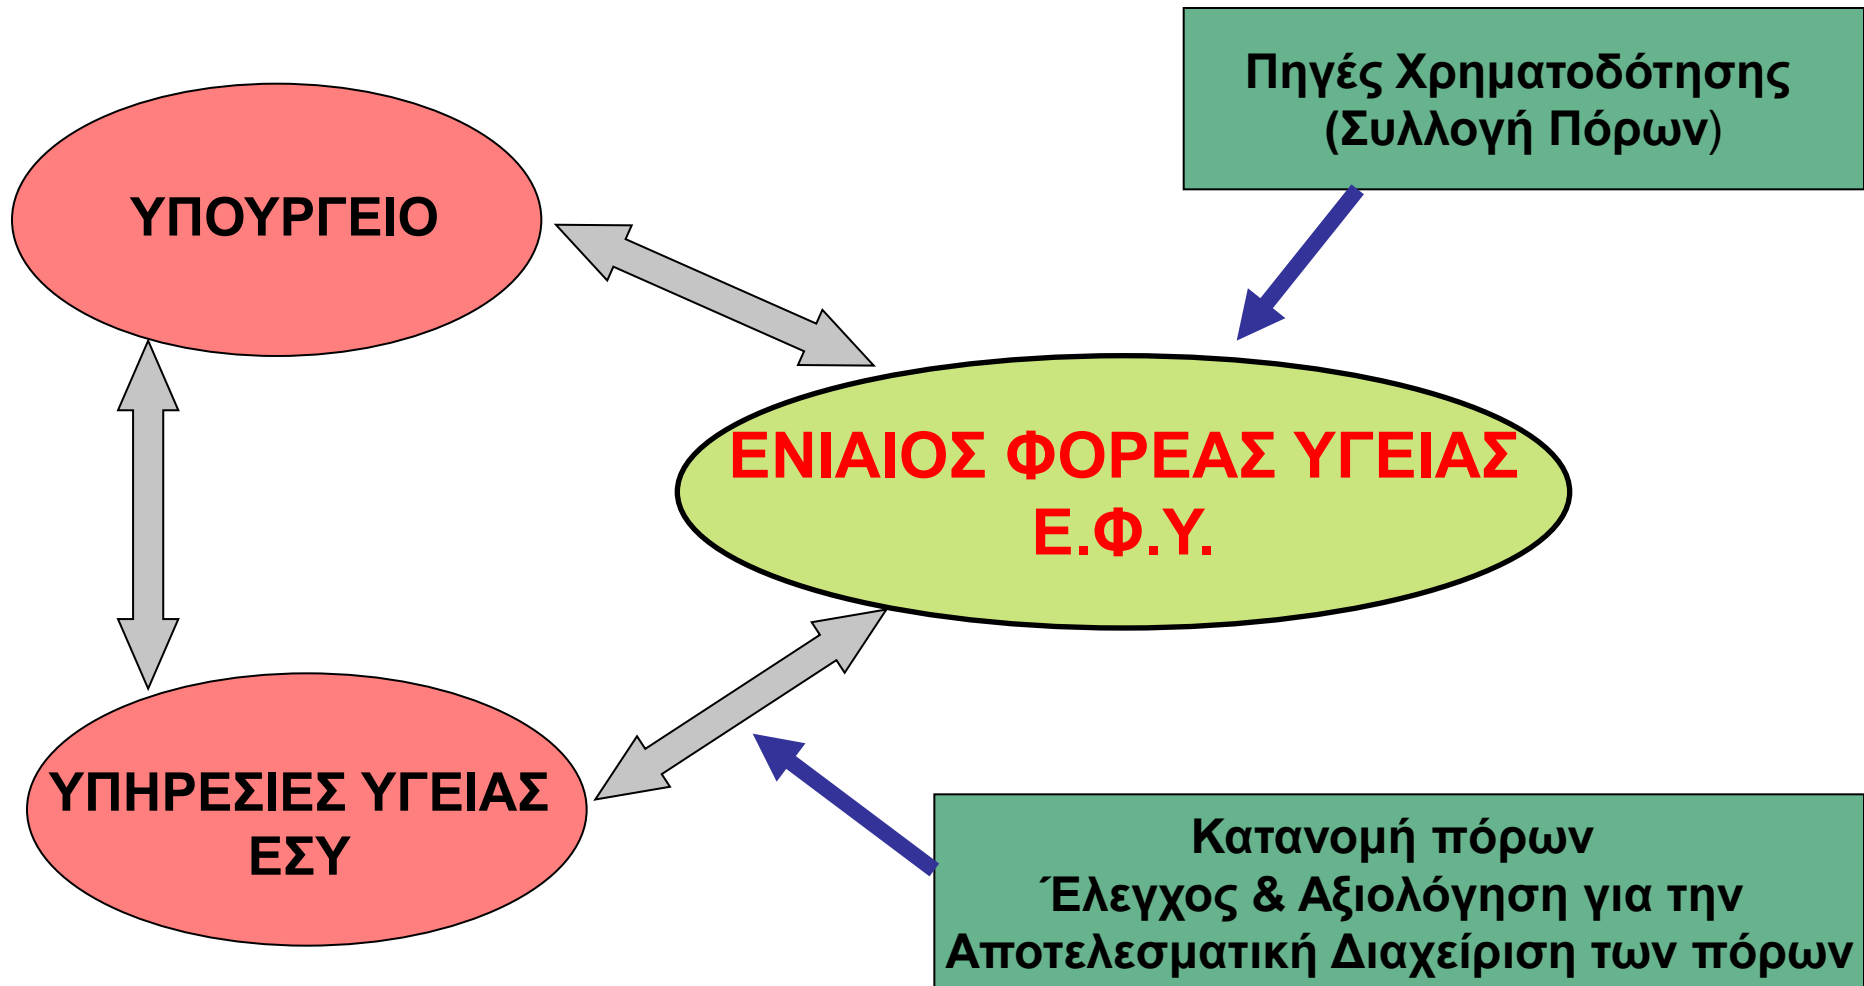 Πηγές Χρηματοδότησης
(Συλλογή Πόρων)
ΥΠΟΥΡΓΕΙΟ
ΕΝΙΑΙΟΣ ΦΟΡΕΑΣ ΥΓΕΙΑΣ
Ε.Φ.Υ.
ΥΠΗΡΕΣΙΕΣ ΥΓΕΙΑΣ
ΕΣΥ
Κατανομή πόρων
Έλεγχος & Αξιολόγηση για την
Αποτελεσματική Διαχείριση των πόρων